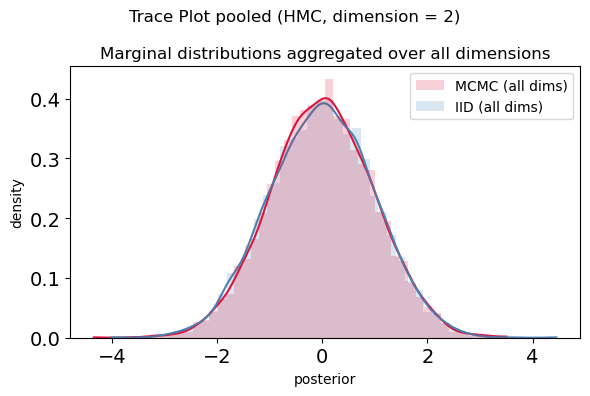 Trace Plot pooled (HMC, dimension = 2)
Marginal distributions aggregated over all dimensions
MCMC (all dims)
IID (all dims)
density
0.4
0.3
0.2
0.1
0.0
−4
−2
0
2
4
posterior